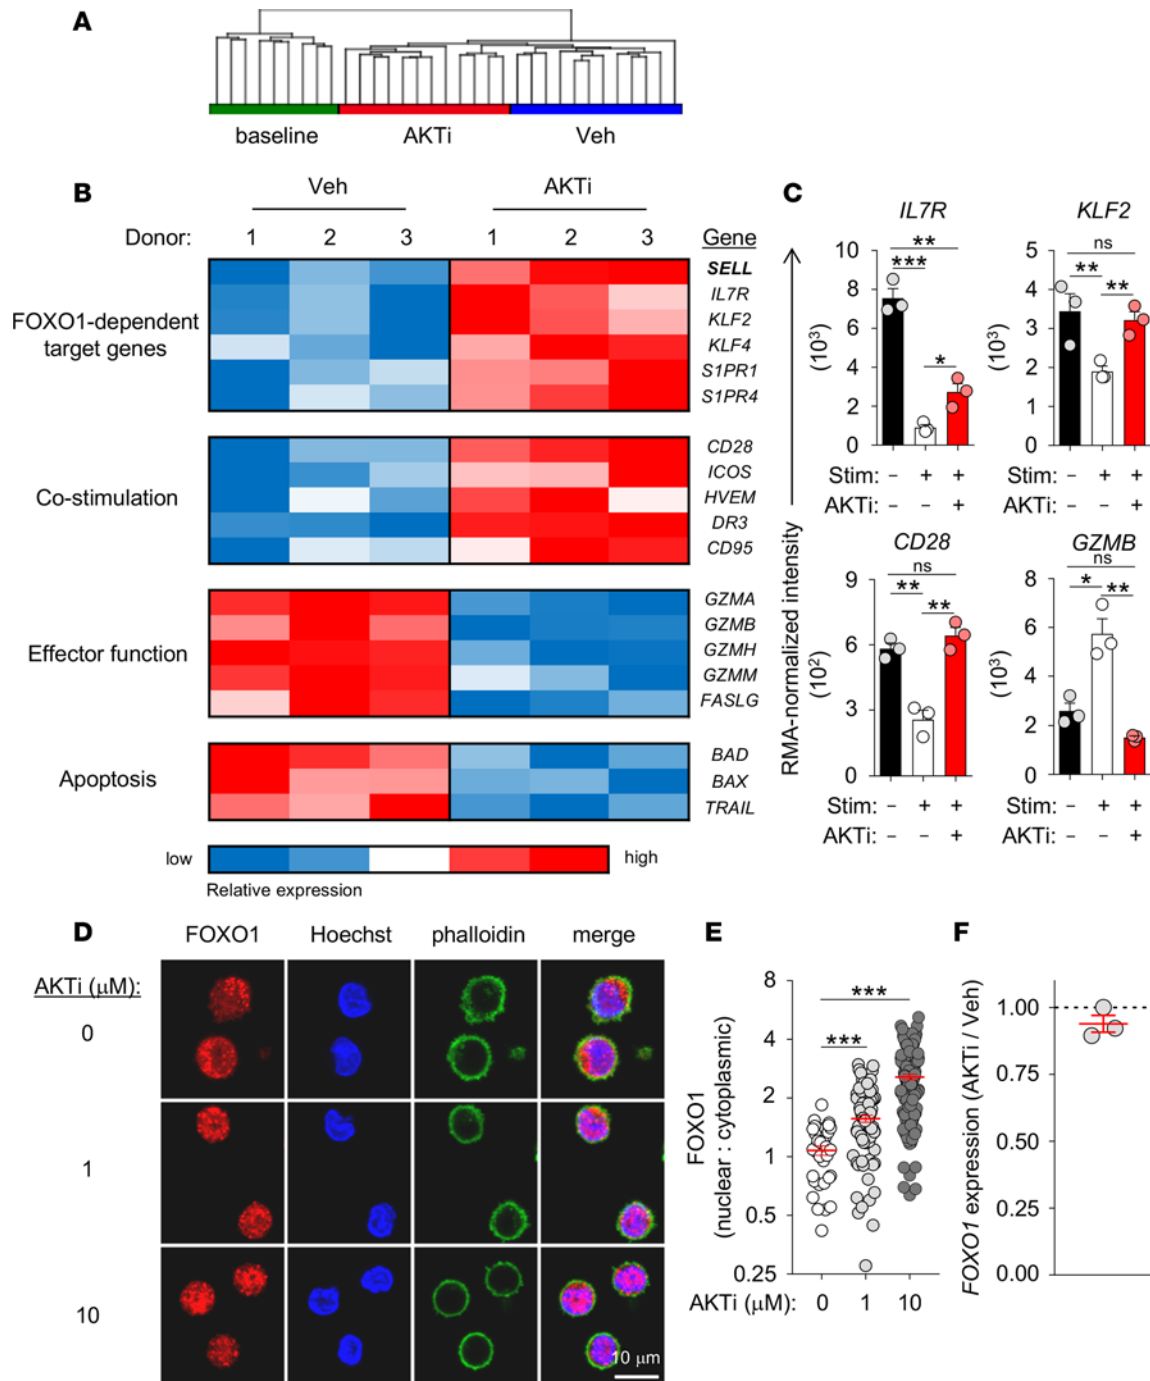 A
baseline
AKTi
Veh
B
Veh
AKTi
Donor:
1
2
3
1
2
3
Gene
FOXO1-dependent
target genes
SELL
IL7R
KLF2
KLF4
S1PR1
S1PR4
Co-stimulation
CD28
ICOS
HVEM
DR3
CD95
Effector function
GZMA
GZMB
GZMH
GZMM
FASLG
Apoptosis
BAD
BAX
TRAIL
low
high
Relative expression
C
RMA-normalized intensity
IL7R
(10³)
10
8
6
4
2
0
**
***
*
Stim: – + +
AKTi: – – +
KLF2
(10³)
5
4
3
2
1
0
ns
**
**
Stim: – + +
AKTi: – – +
CD28
(10²)
9
6
3
0
ns
**
**
Stim: – + +
AKTi: – – +
GZMB
(10³)
8
6
4
2
0
ns
*
**
Stim: – + +
AKTi: – – +
D
FOXO1
Hoechst
phalloidin
merge
AKTi (μM):
0
1
10
10 μm
E
FOXO1
(nuclear : cytoplasmic)
8
4
2
1
0.5
0.25
***
***
AKTi (μM): 0 1 10
F
FOXO1 expression (AKTi / Veh)
1.00
0.75
0.50
0.25
0.00